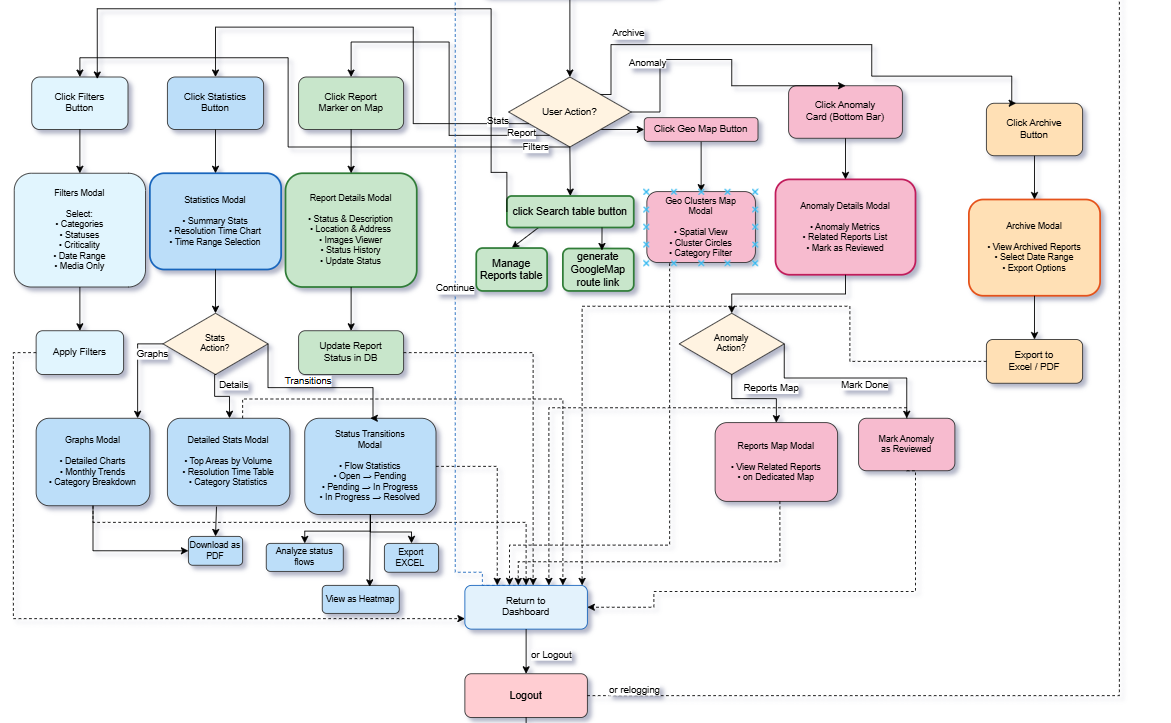 Archive
Anomaly
Click Filters
Button
Click Statistics
Button
Click Report
Marker on Map
User Action?
Stats
Report
Filters
Click Geo Map Button
Click Anomaly
Card (Bottom Bar)
Click Archive
Button
Filters Modal
Select:
• Categories
• Statuses
• Criticality
• Date Range
• Media Only
Statistics Modal
• Summary Stats
• Resolution Time Chart
• Time Range Selection
Report Details Modal
• Status & Description
• Location & Address
• Images Viewer
• Status History
• Update Status
click Search table button
Manage
Reports table
generate
GoogleMap
route link
Geo Clusters Map
Modal
• Spatial View
• Cluster Circles
• Category Filter
Anomaly Details Modal
• Anomaly Metrics
• Related Reports List
• Mark as Reviewed
Archive Modal
• View Archived Reports
• Select Date Range
• Export Options
Continue
Apply Filters
Stats
Action?
Graphs
Details
Transitions
Update Report
Status in DB
Anomaly
Action?
Reports Map
Mark Done
Export to
Excel / PDF
Graphs Modal
• Detailed Charts
• Monthly Trends
• Category Breakdown
Detailed Stats Modal
• Top Areas by Volume
• Resolution Time Table
• Category Statistics
Status Transitions
Modal
• Flow Statistics
• Open → Pending
• Pending → In Progress
• In Progress → Resolved
Reports Map Modal
• View Related Reports
• on Dedicated Map
Mark Anomaly
as Reviewed
Download as
PDF
Analyze status
flows
Export
EXCEL
View as Heatmap
Return to
Dashboard
or Logout
Logout
or relogging